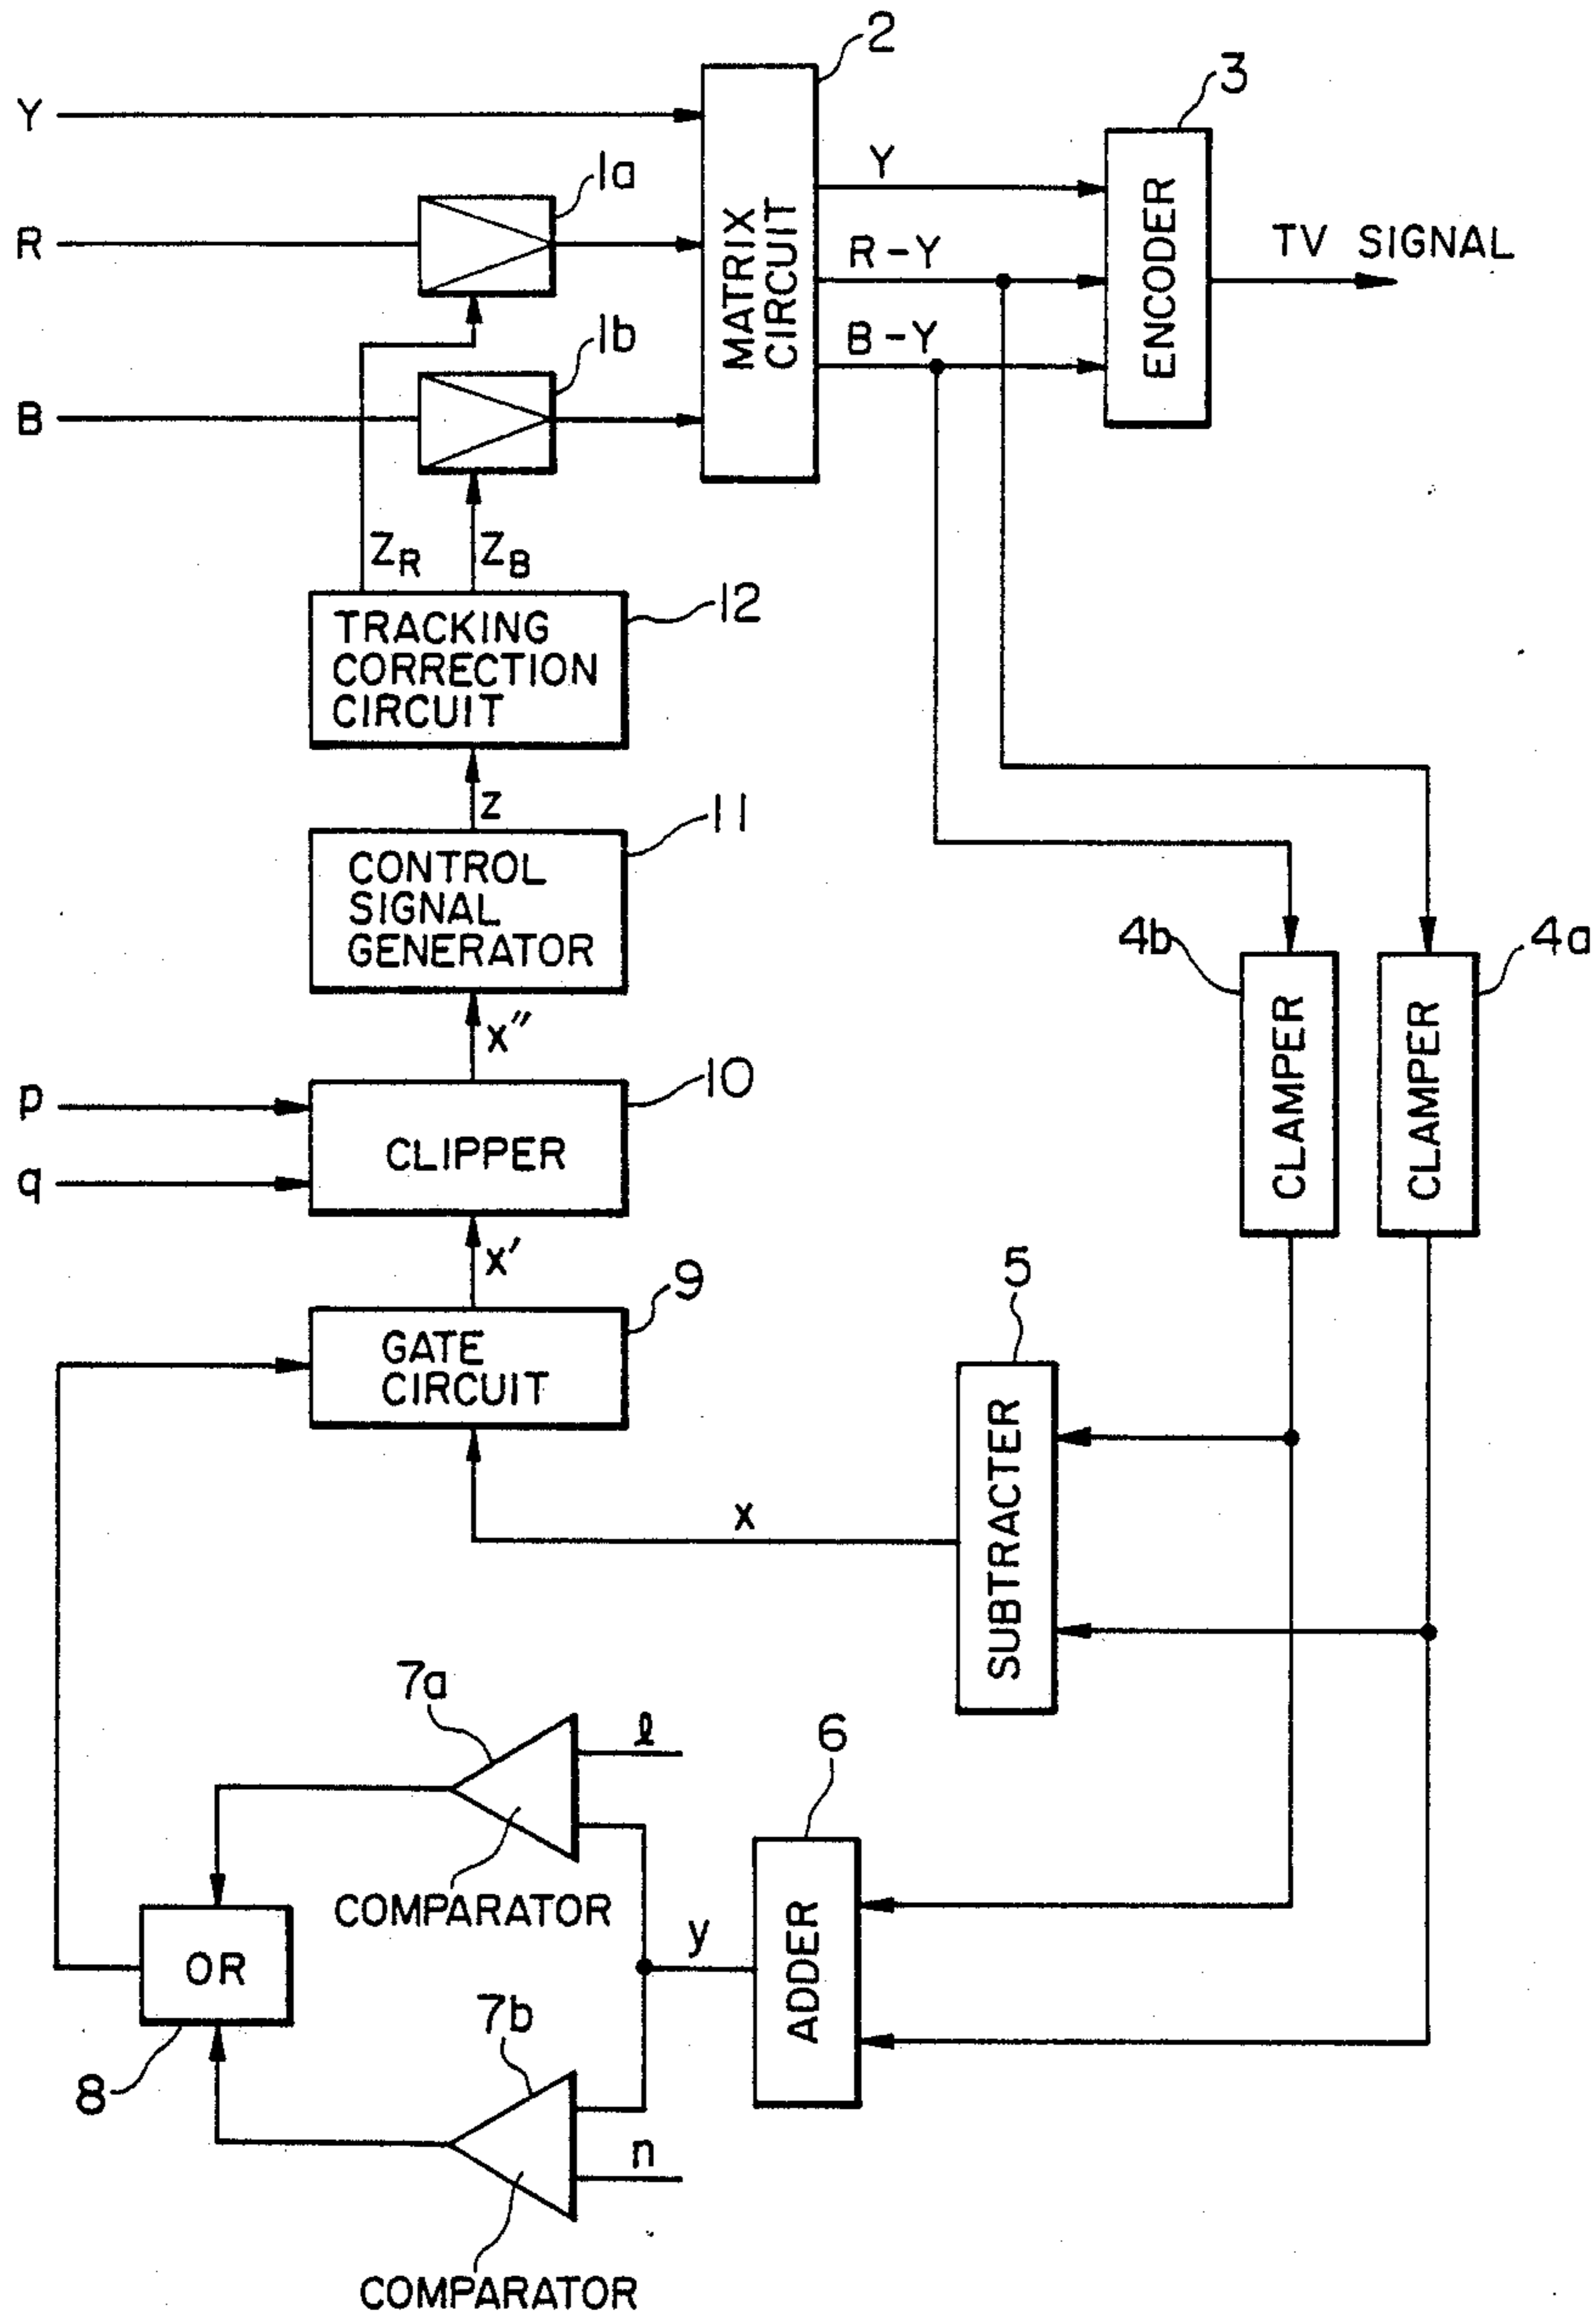 2
3
Y
1a
Y
R
MATRIX
CIRCUIT
R-Y
ENCODER
TV SIGNAL
1b
B-Y
B
ZR
ZB
12
TRACKING
CORRECTION
CIRCUIT
Z
11
CONTROL
SIGNAL
GENERATOR
4b
4a
x"
10
CLAMPER
CLAMPER
p
CLIPPER
q
x'
9
5
GATE
CIRCUIT
SUBTRACTER
x
7a
l
6
COMPARATOR
y
ADDER
OR
7b
8
n
COMPARATOR